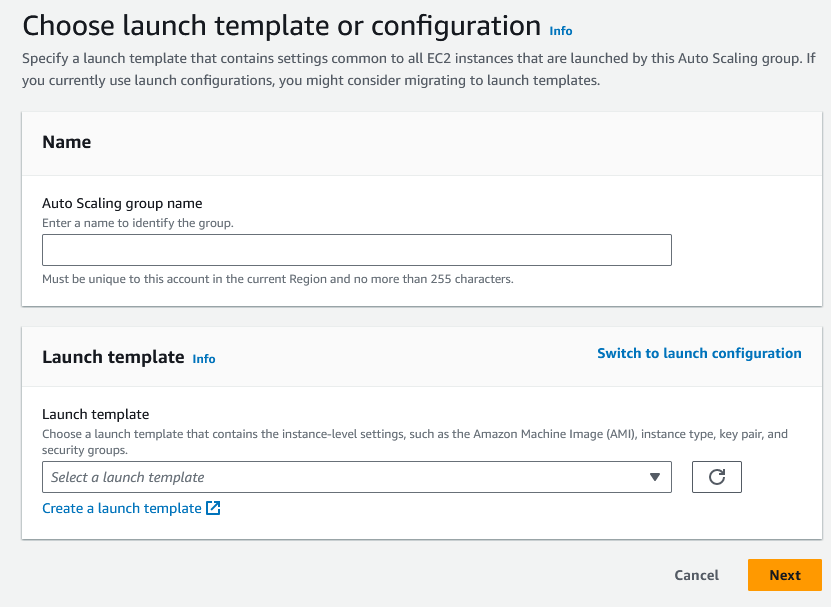 Choose launch template or configuration Info
Specify a launch template that contains settings common to all EC2 instances that are launched by this Auto Scaling group. If
you currently use launch configurations, you might consider migrating to launch templates.
Name
Auto Scaling group name
Enter a name to identify the group.
Must be unique to this account in the current Region and no more than 255 characters.
Launch template Info
Switch to launch configuration
Launch template
Choose a launch template that contains the instance-level settings, such as the Amazon Machine Image (AMI), instance type, key pair, and
security groups.
Select a launch template
Create a launch template
Cancel
Next